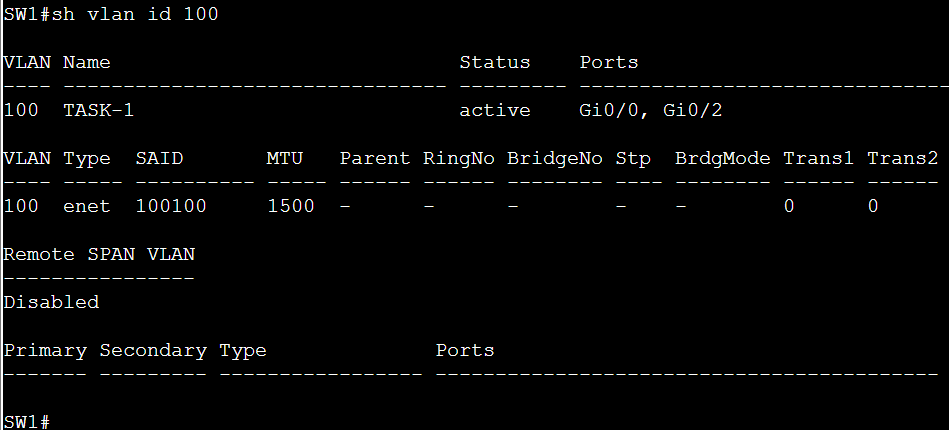 SW1#sh vlan id 100
VLAN Name                             Status    Ports
---- -------------------------------- --------- -------------------------------
100  TASK-1                           active    Gi0/0, Gi0/2
VLAN Type  SAID       MTU   Parent RingNo BridgeNo Stp  BrdgMode Trans1 Trans2
---- ----- ---------- ----- ------ ------ -------- ---- -------- ------ ------
100  enet  100100     1500  -      -      -        -    -        0      0
Remote SPAN VLAN
----------------
Disabled
Primary Secondary Type              Ports
------- --------- ----------------- ------------------------------------------
SW1#